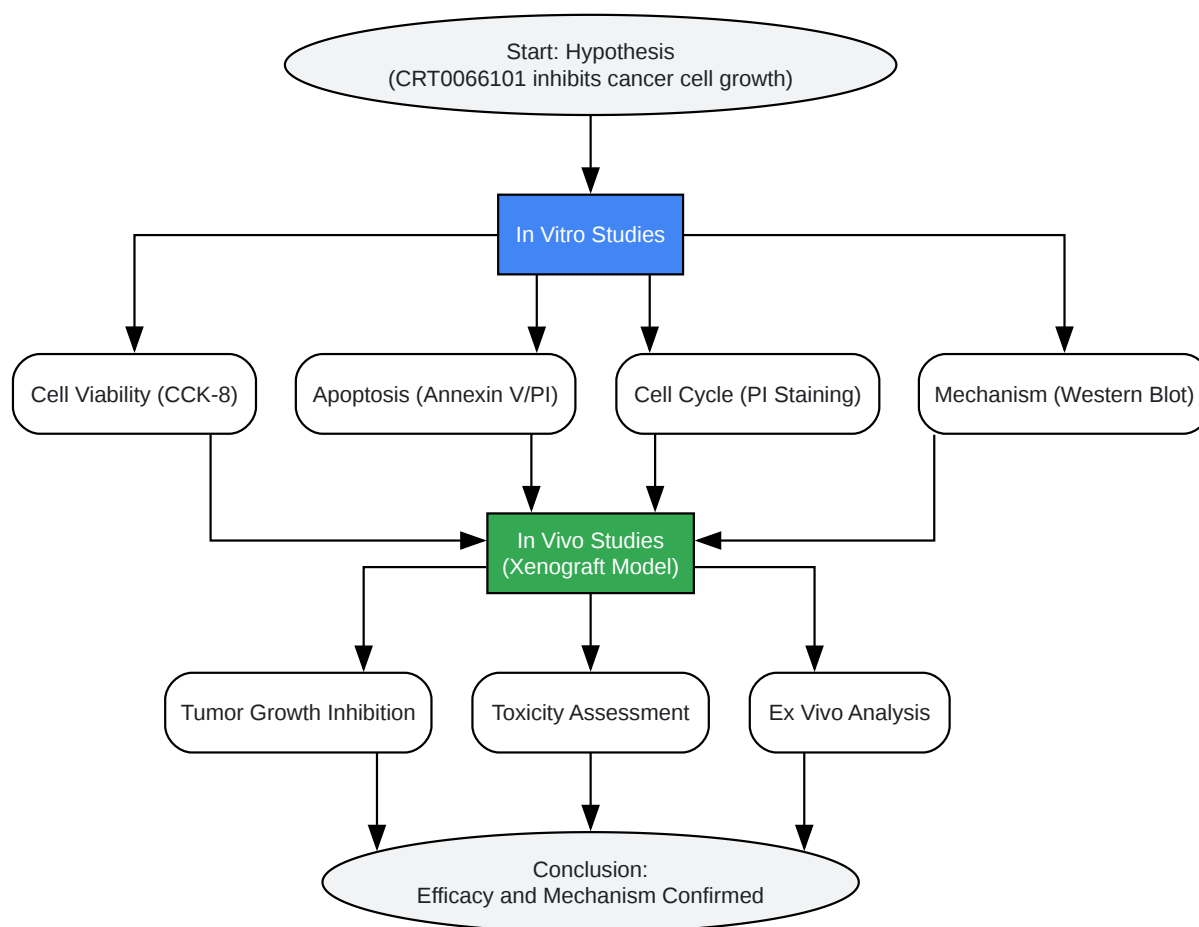 Start: Hypothesis
(CRT0066101 inhibits cancer cell growth)
In Vitro Studies
Cell Viability (CCK-8)
Apoptosis (Annexin V/PI)
Cell Cycle (PI Staining)
Mechanism (Western Blot)
In Vivo Studies
(Xenograft Model)
Tumor Growth Inhibition
Toxicity Assessment
Ex Vivo Analysis
Conclusion:
Efficacy and Mechanism Confirmed